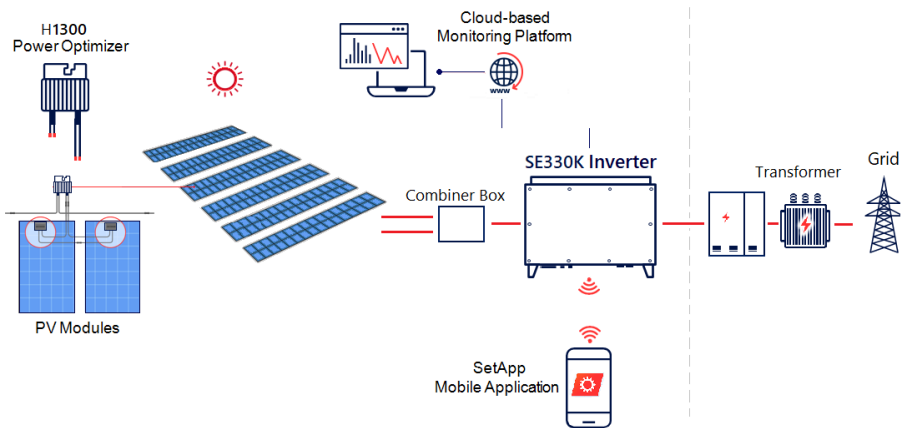 H1300
Power Optimizer
Cloud-based
Monitoring Platform
www
SE330K Inverter
Combiner Box
Transformer
Grid
PV Modules
SetApp
Mobile Application